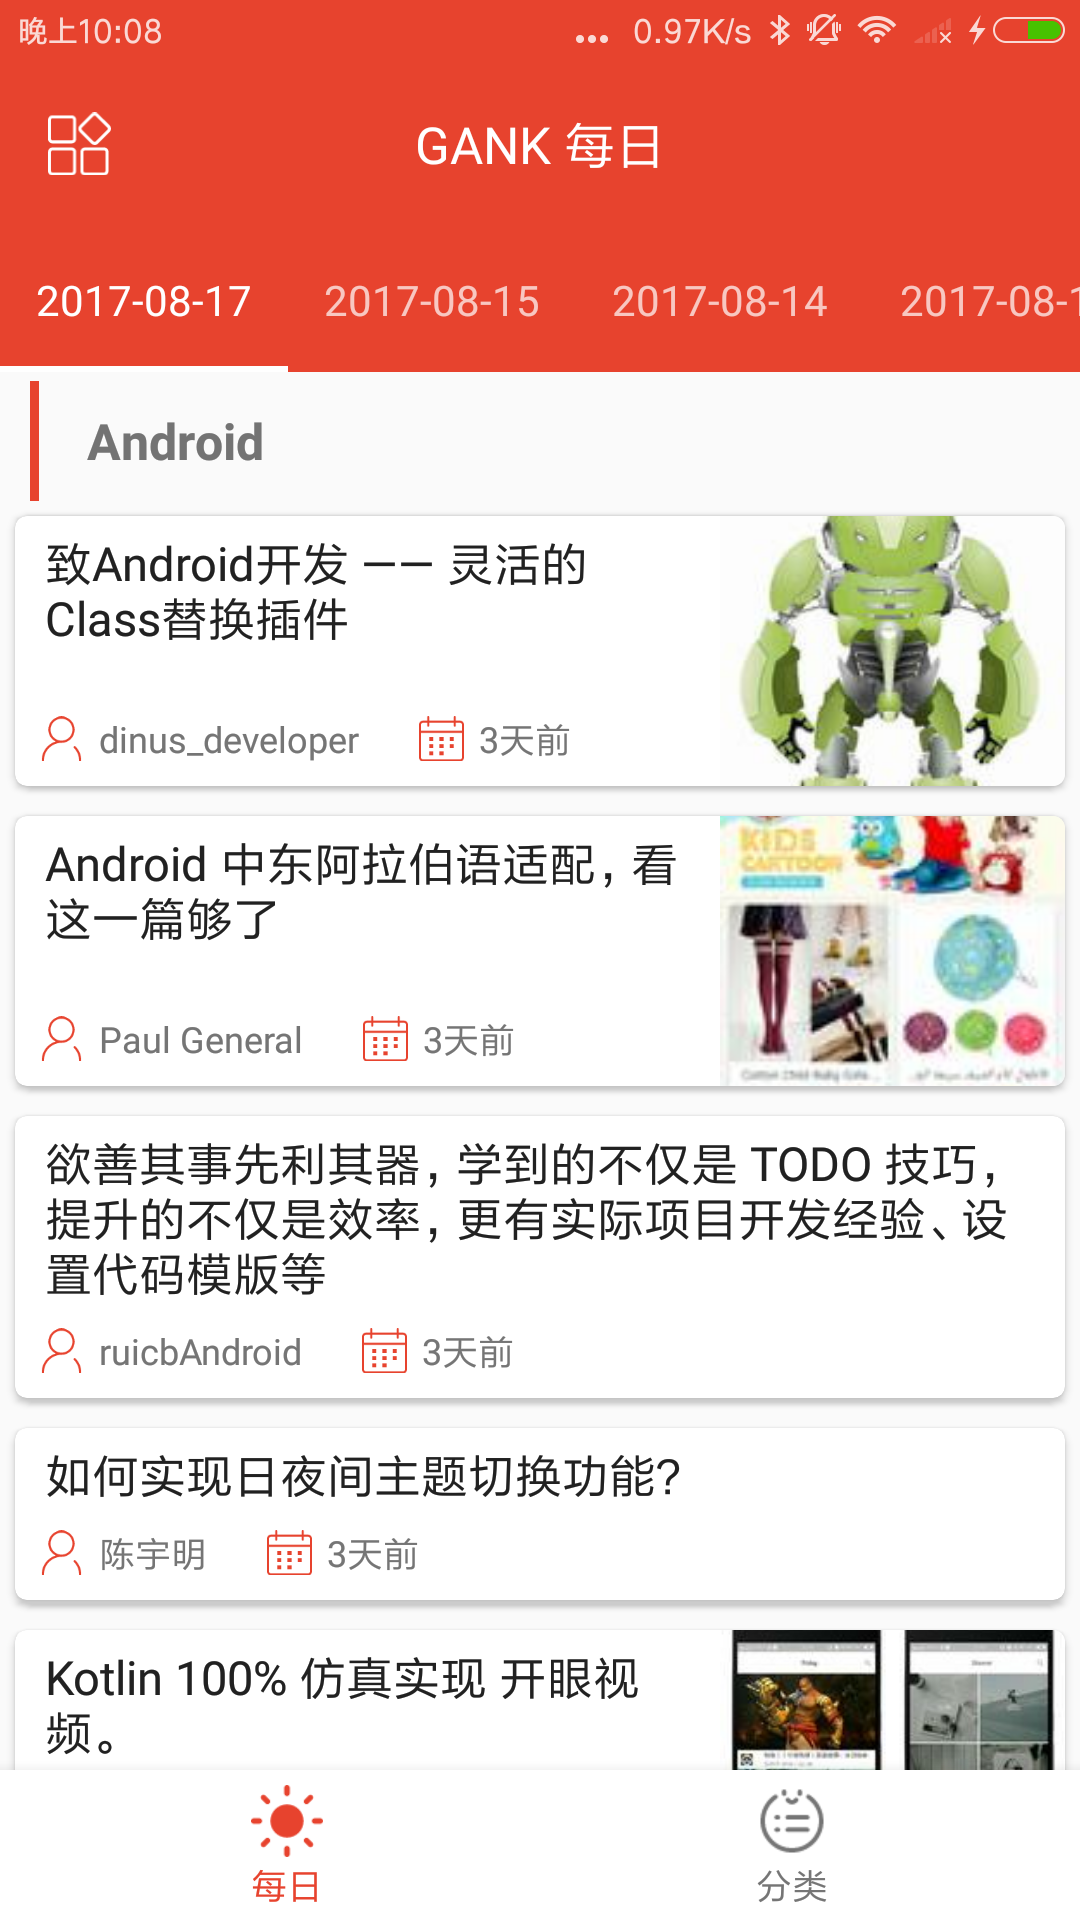 晚上10:08
... 0.97K/s
GANK 每日
2017-08-17
2017-08-15
2017-08-14
2017-08-1
Android
致Android开发 —— 灵活的
Class替换插件
dinus_developer
3天前
Android 中东阿拉伯语适配，看
这一篇够了
Paul General
3天前
KIDS
CARTOON
欲善其事先利其器，学到的不仅是 TODO 技巧，
提升的不仅是效率，更有实际项目开发经验、设
置代码模版等
ruicbAndroid
3天前
如何实现日夜间主题切换功能?
陈宇明
3天前
Kotlin 100% 仿真实现 开眼视
频。
每日
分类